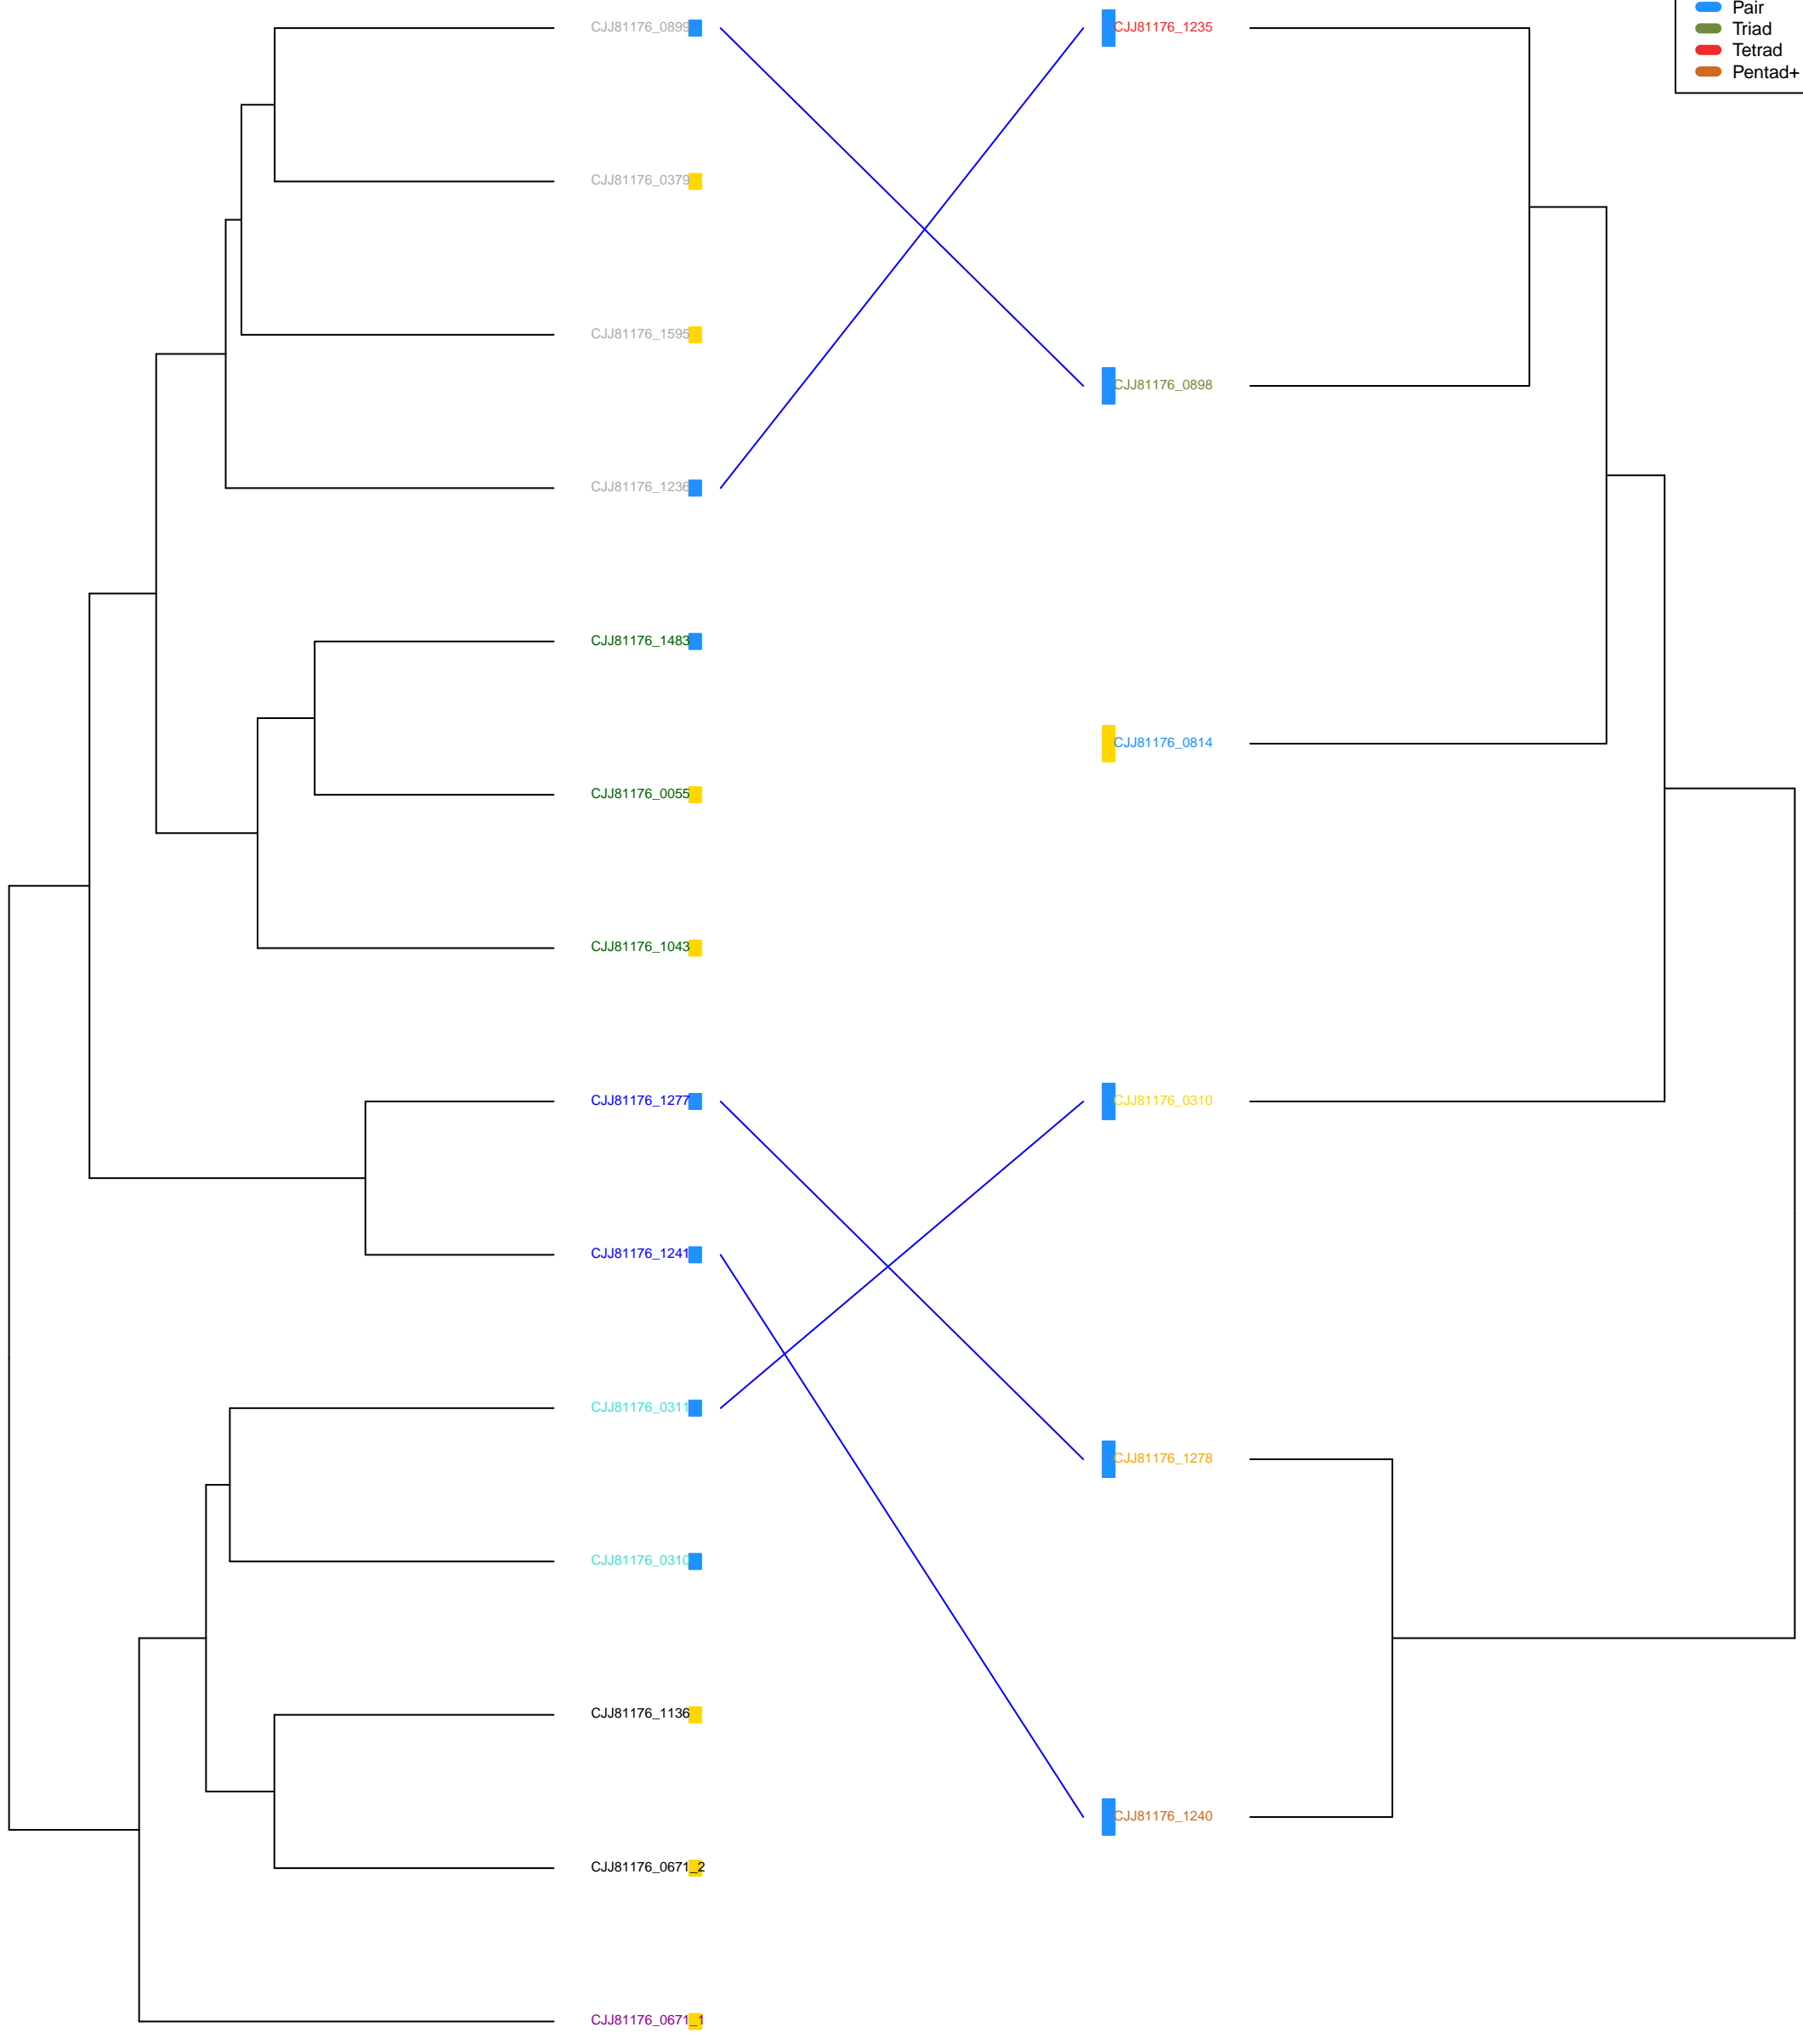 Pair
Triad
Tetrad
Pentad+
CJJ81176_0899
CJJ81176_0379
CJJ81176_1595
CJJ81176_1236
CJJ81176_1483
CJJ81176_0055
CJJ81176_1043
CJJ81176_1277
CJJ81176_1241
CJJ81176_0311
CJJ81176_0310
CJJ81176_1136
CJJ81176_0671_2
CJJ81176_0671_1
CJJ81176_1235
CJJ81176_0898
CJJ81176_0814
CJJ81176_0310
CJJ81176_1278
CJJ81176_1240